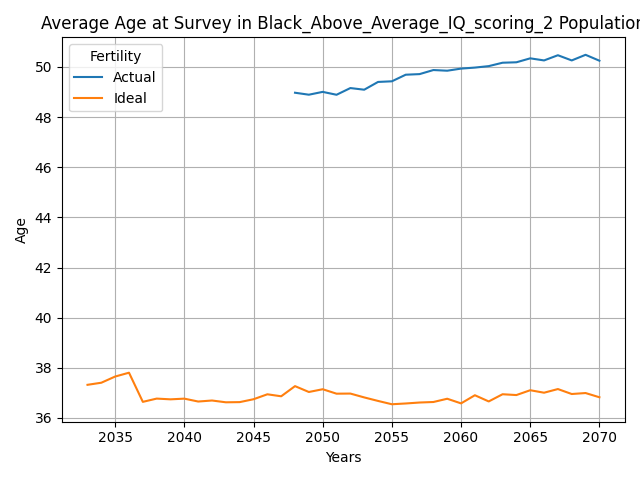 Average Age at Survey in Black_Above_Average_IQ_scoring_2 Population
Fertility
Actual
Ideal
50
48
46
44
42
40
38
36
Age
2035 2040 2045 2050 2055 2060 2065 2070
Years